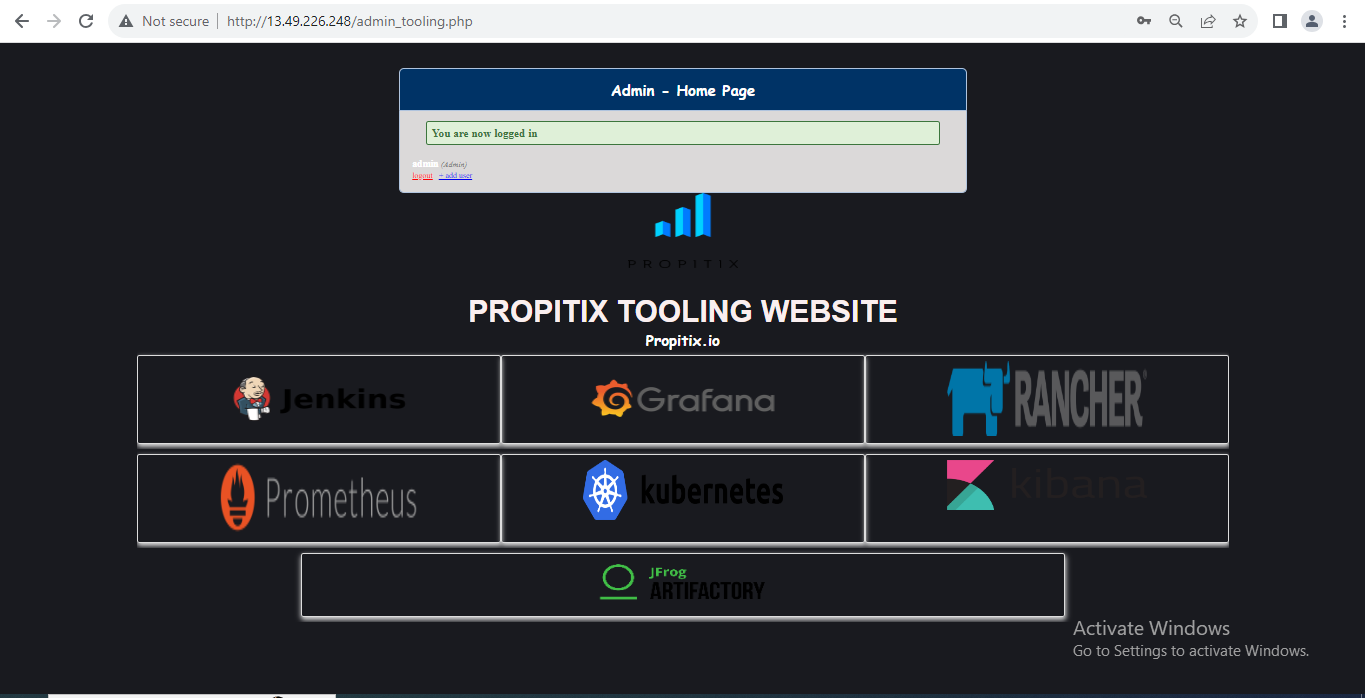 Not secure http://13.49.226.248/admin_tooling.php
Admin - Home Page
You are now logged in
admin (Admin)
logout + add user
PROPITIX
PROPITIX TOOLING WEBSITE
Propitix.io
Jenkins Grafana RANCHER
Prometheus kubernetes kibana
JFrog
ARTIFACTORY
Activate Windows
Go to Settings to activate Windows.